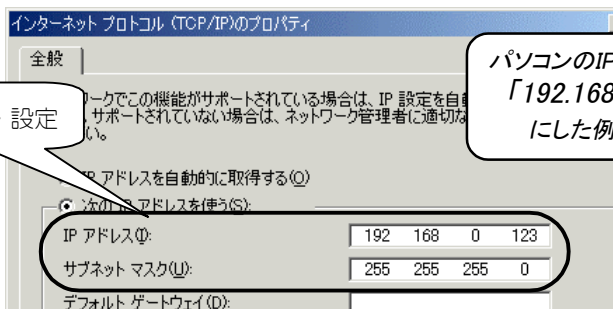 インターネット プロトコル (TCP/IP)のプロパティ
全般
パソコンのIP
「192.168
にした例
ークでこの機能がサポートされている場合は、IP 設定を自
サポートされていない場合は、ネットワーク管理者に適切な
い。
設定
IP アドレスを自動的に取得する(O)
次の IP アドレスを使う(S):
IP アドレス(I):
192 168 0 123
サブネット マスク(U):
255 255 255 0
デフォルト ゲートウェイ(D):